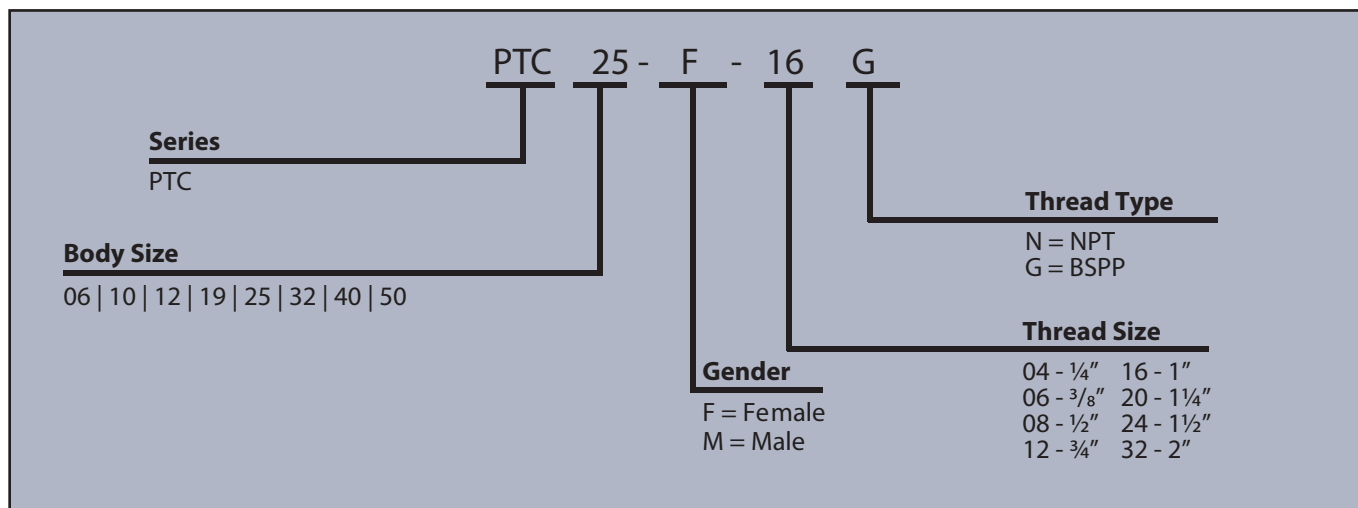 PTC 25 - F - 16 G
Series
PTC
Body Size
06 | 10 | 12 | 19 | 25 | 32 | 40 | 50
Gender
F = Female
M = Male
Thread Type
N = NPT
G = BSPP
Thread Size
04 - ¼” 16 - 1”
06 - ³/₈” 20 - 1¼”
08 - ½” 24 - 1½”
12 - ¾” 32 - 2”